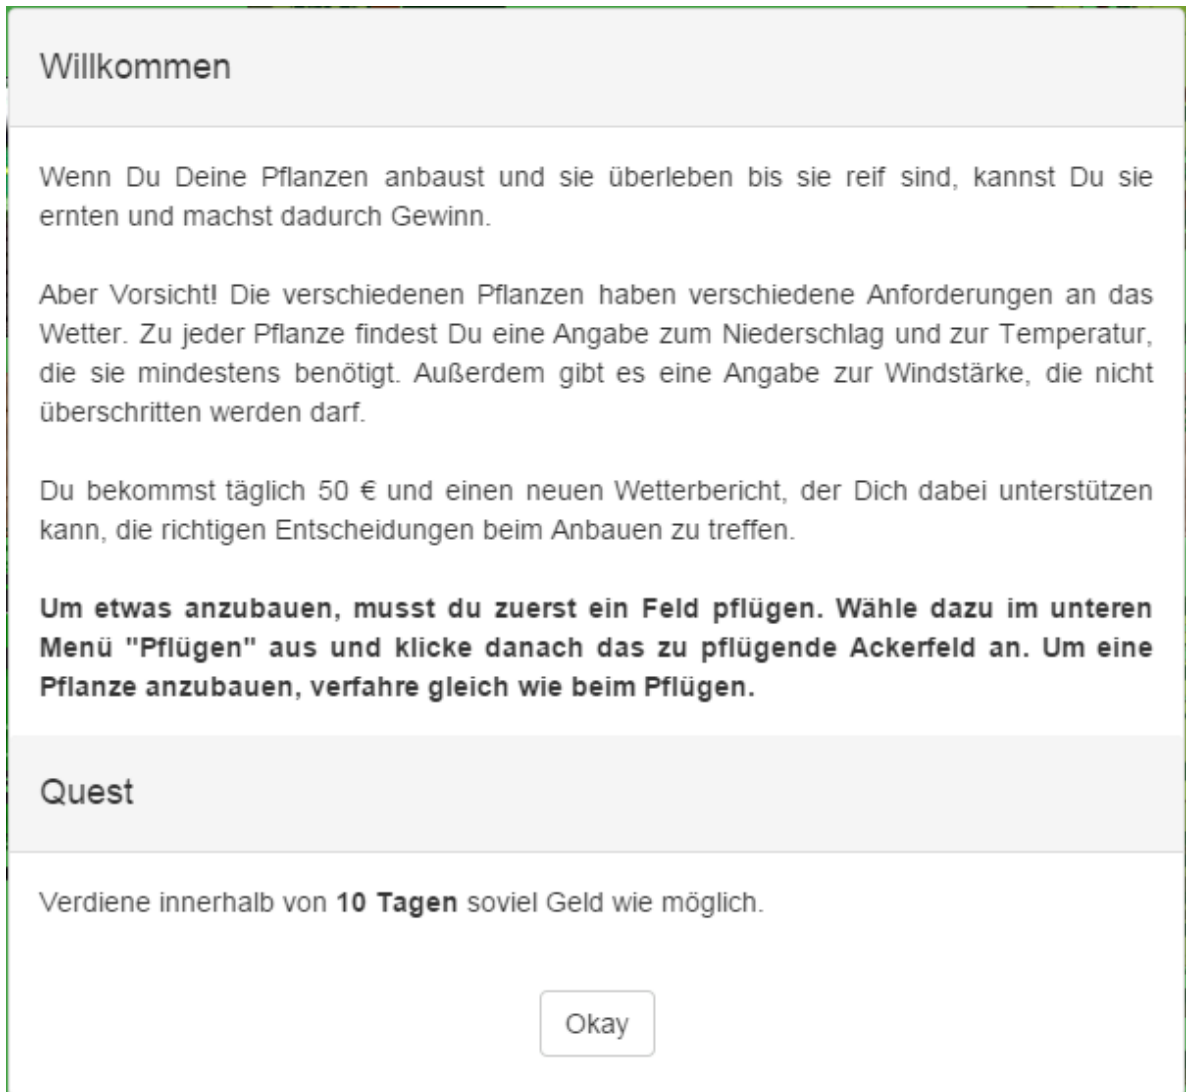 Willkommen
Wenn Du Deine Pflanzen anbaust und sie überleben bis sie reif sind, kannst Du sie
ernten und machst dadurch Gewinn.
Aber Vorsicht! Die verschiedenen Pflanzen haben verschiedene Anforderungen an das
Wetter. Zu jeder Pflanze findest Du eine Angabe zum Niederschlag und zur Temperatur,
die sie mindestens benötigt. Außerdem gibt es eine Angabe zur Windstärke, die nicht
überschritten werden darf.
Du bekommst täglich 50 € und einen neuen Wetterbericht, der Dich dabei unterstützen
kann, die richtigen Entscheidungen beim Anbauen zu treffen.
Um etwas anzubauen, musst du zuerst ein Feld pflügen. Wähle dazu im unteren
Menü "Pflügen" aus und klicke danach das zu pflügende Ackerfeld an. Um eine
Pflanze anzubauen, verfahre gleich wie beim Pflügen.
Quest
Verdiene innerhalb von 10 Tagen soviel Geld wie möglich.
Okay